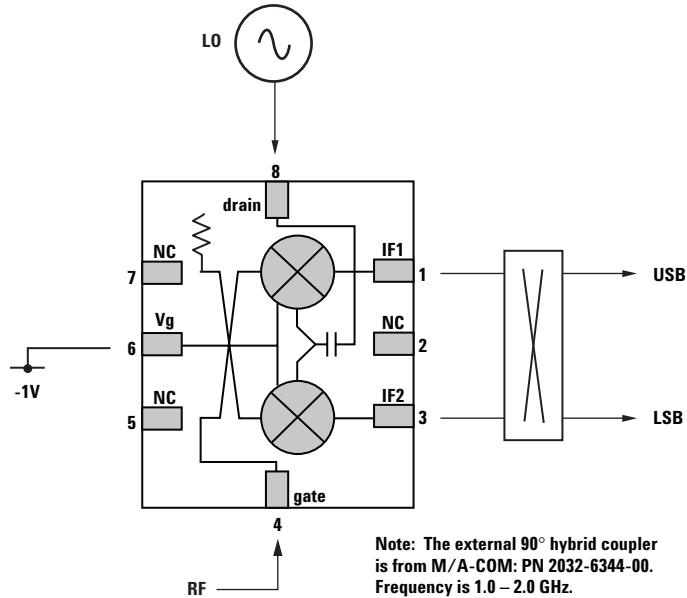 LO
8
drain
NC
7
IF1
1
USB
Vg
6
NC
2
-1V
NC
5
IF2
3
LSB
gate
4
RF
Note: The external 90° hybrid coupler
is from M/A-COM: PN 2032-6344-00.
Frequency is 1.0 – 2.0 GHz.